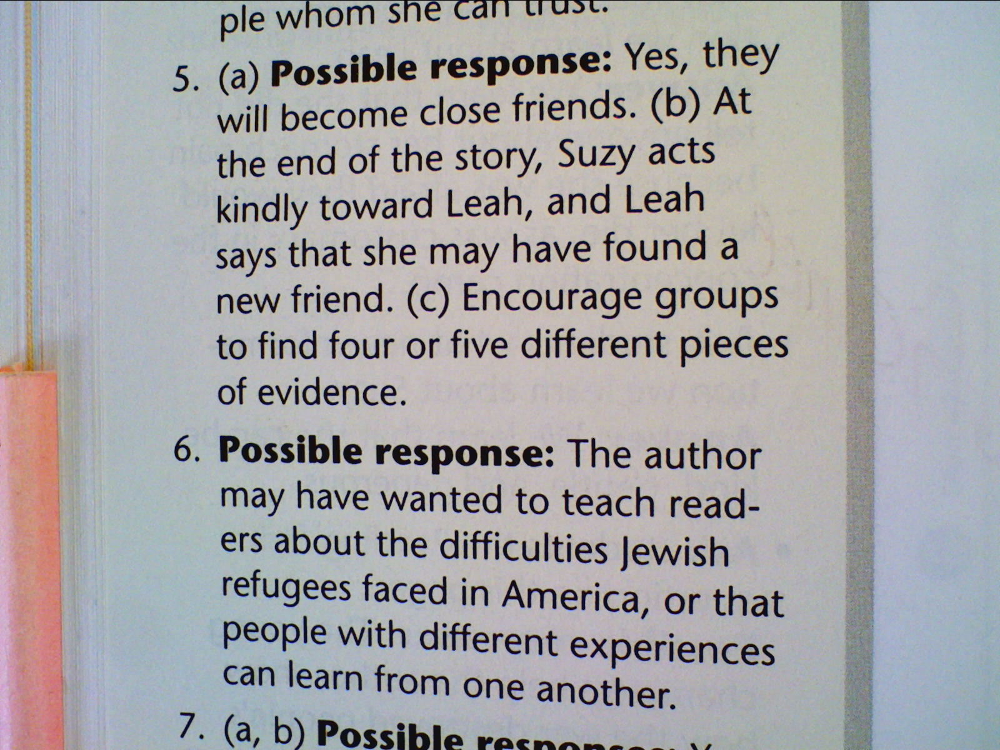 ple whom she can trust.
5. (a) Possible response: Yes, they
will become close friends. (b) At
the end of the story, Suzy acts
kindly toward Leah, and Leah
says that she may have found a
new friend. (c) Encourage groups
to find four or five different pieces
of evidence.
6. Possible response: The author
may have wanted to teach read-
ers about the difficulties Jewish
refugees faced in America, or that
people with different experiences
can learn from one another.
7. (a, b) Possible responses: